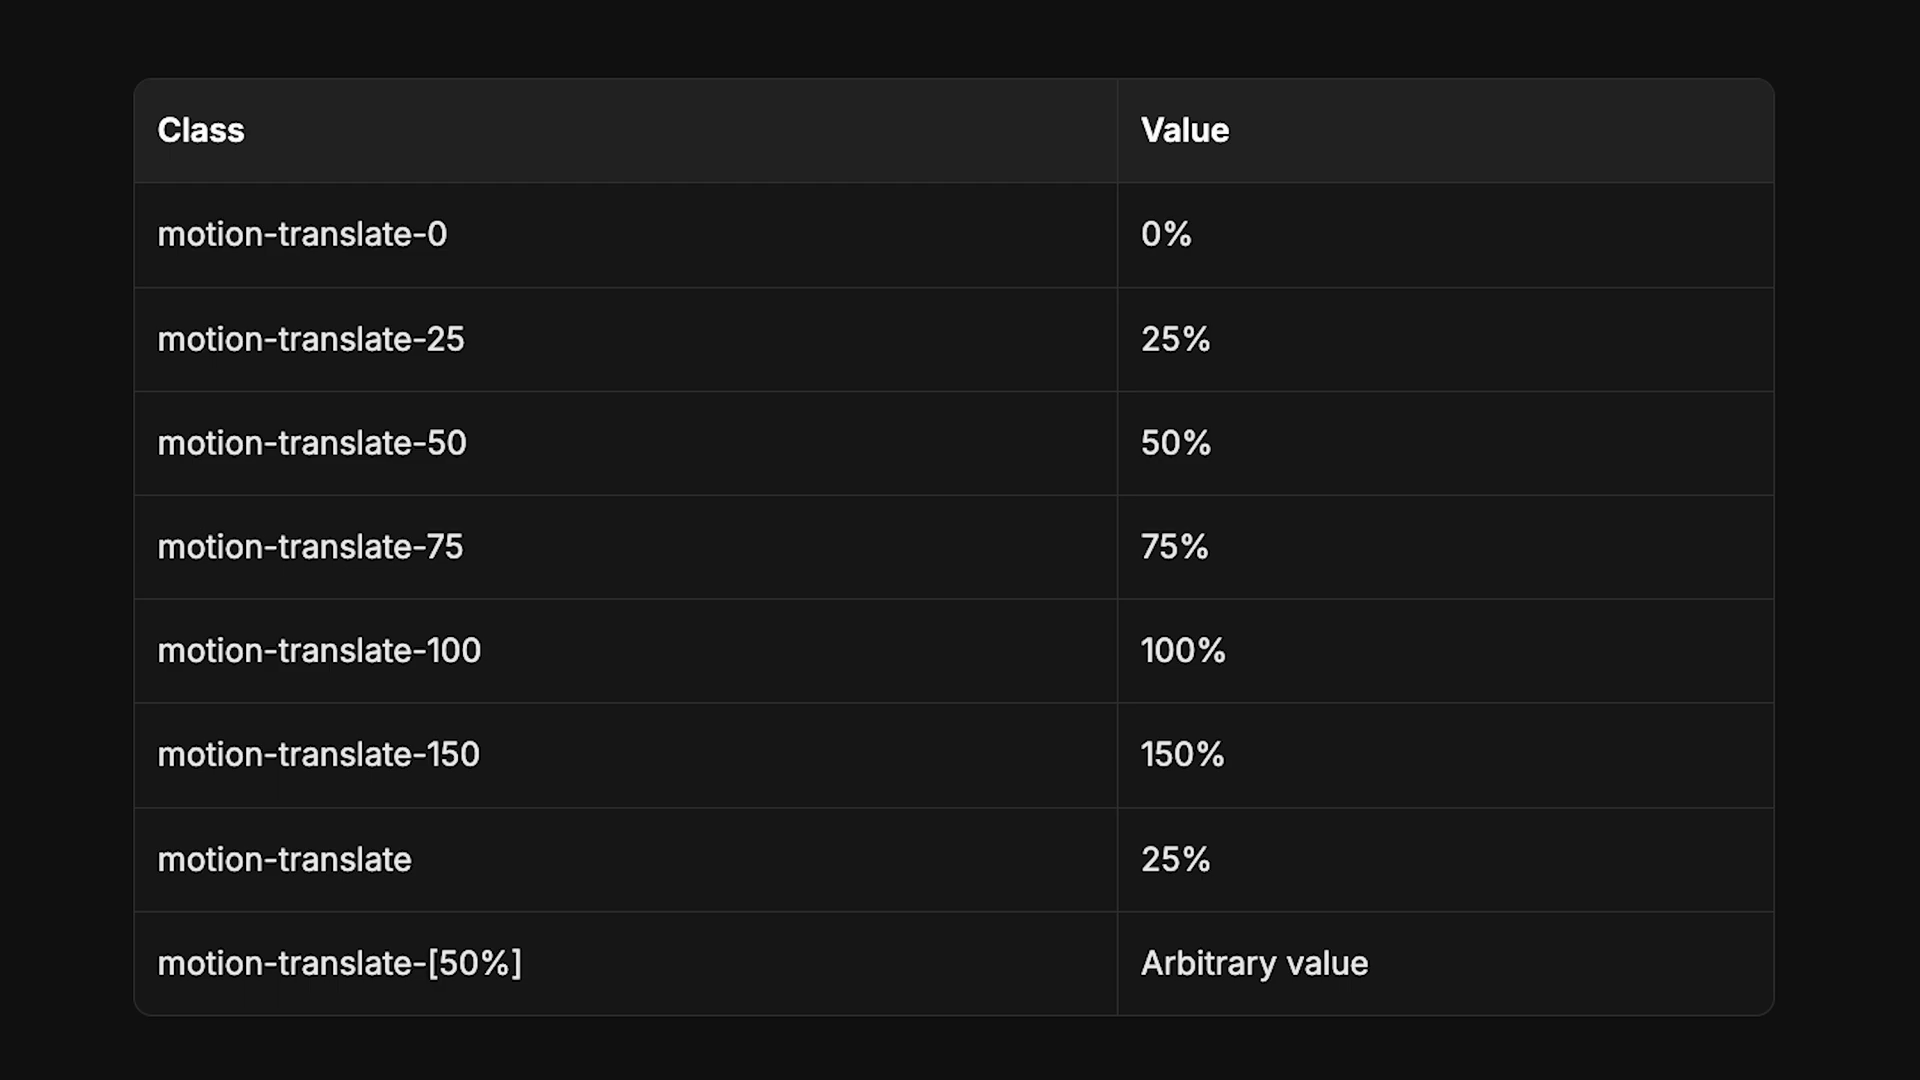 Class Value
motion-translate-0 0%
motion-translate-25 25%
motion-translate-50 50%
motion-translate-75 75%
motion-translate-100 100%
motion-translate-150 150%
motion-translate 25%
motion-translate-[50%] Arbitrary value